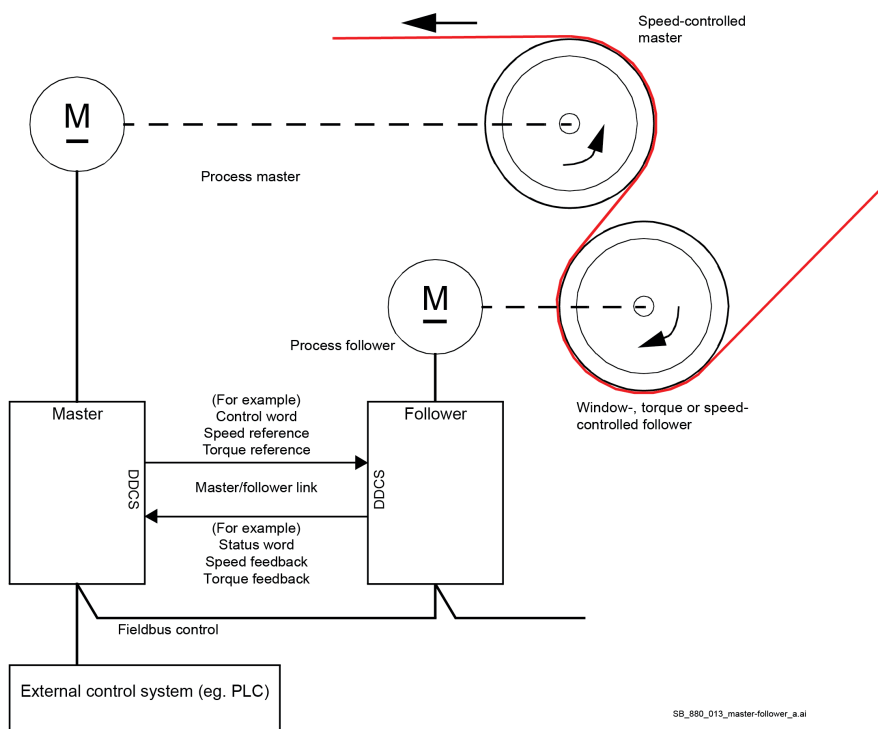 Speed-controlled
master
M
Process master
M
Process follower
Window-, torque or speed-
controlled follower
Master
DDCS
(For example)
Control word
Speed reference
Torque reference
Master/follower link
(For example)
Status word
Speed feedback
Torque feedback
Follower
DDCS
Fieldbus control
External control system (eg. PLC)
SB_880_013_master-follower_a.ai